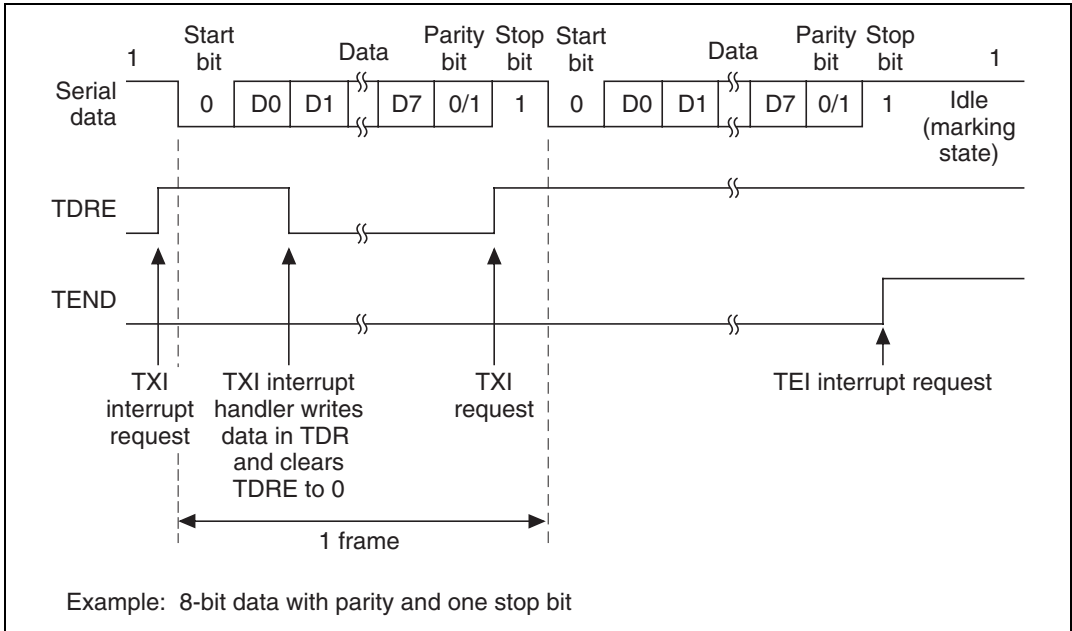 Start bit
Data
Parity bit
Stop bit
Start bit
Data
Parity bit
Stop bit
1
1
Serial data
0 D0 D1 D7 0/1 1 0 D0 D1 D7 0/1 1
Idle (marking state)
TDRE
TEND
TXI interrupt request
TXI interrupt handler writes data in TDR and clears TDRE to 0
TXI request
TEI interrupt request
1 frame
Example: 8-bit data with parity and one stop bit